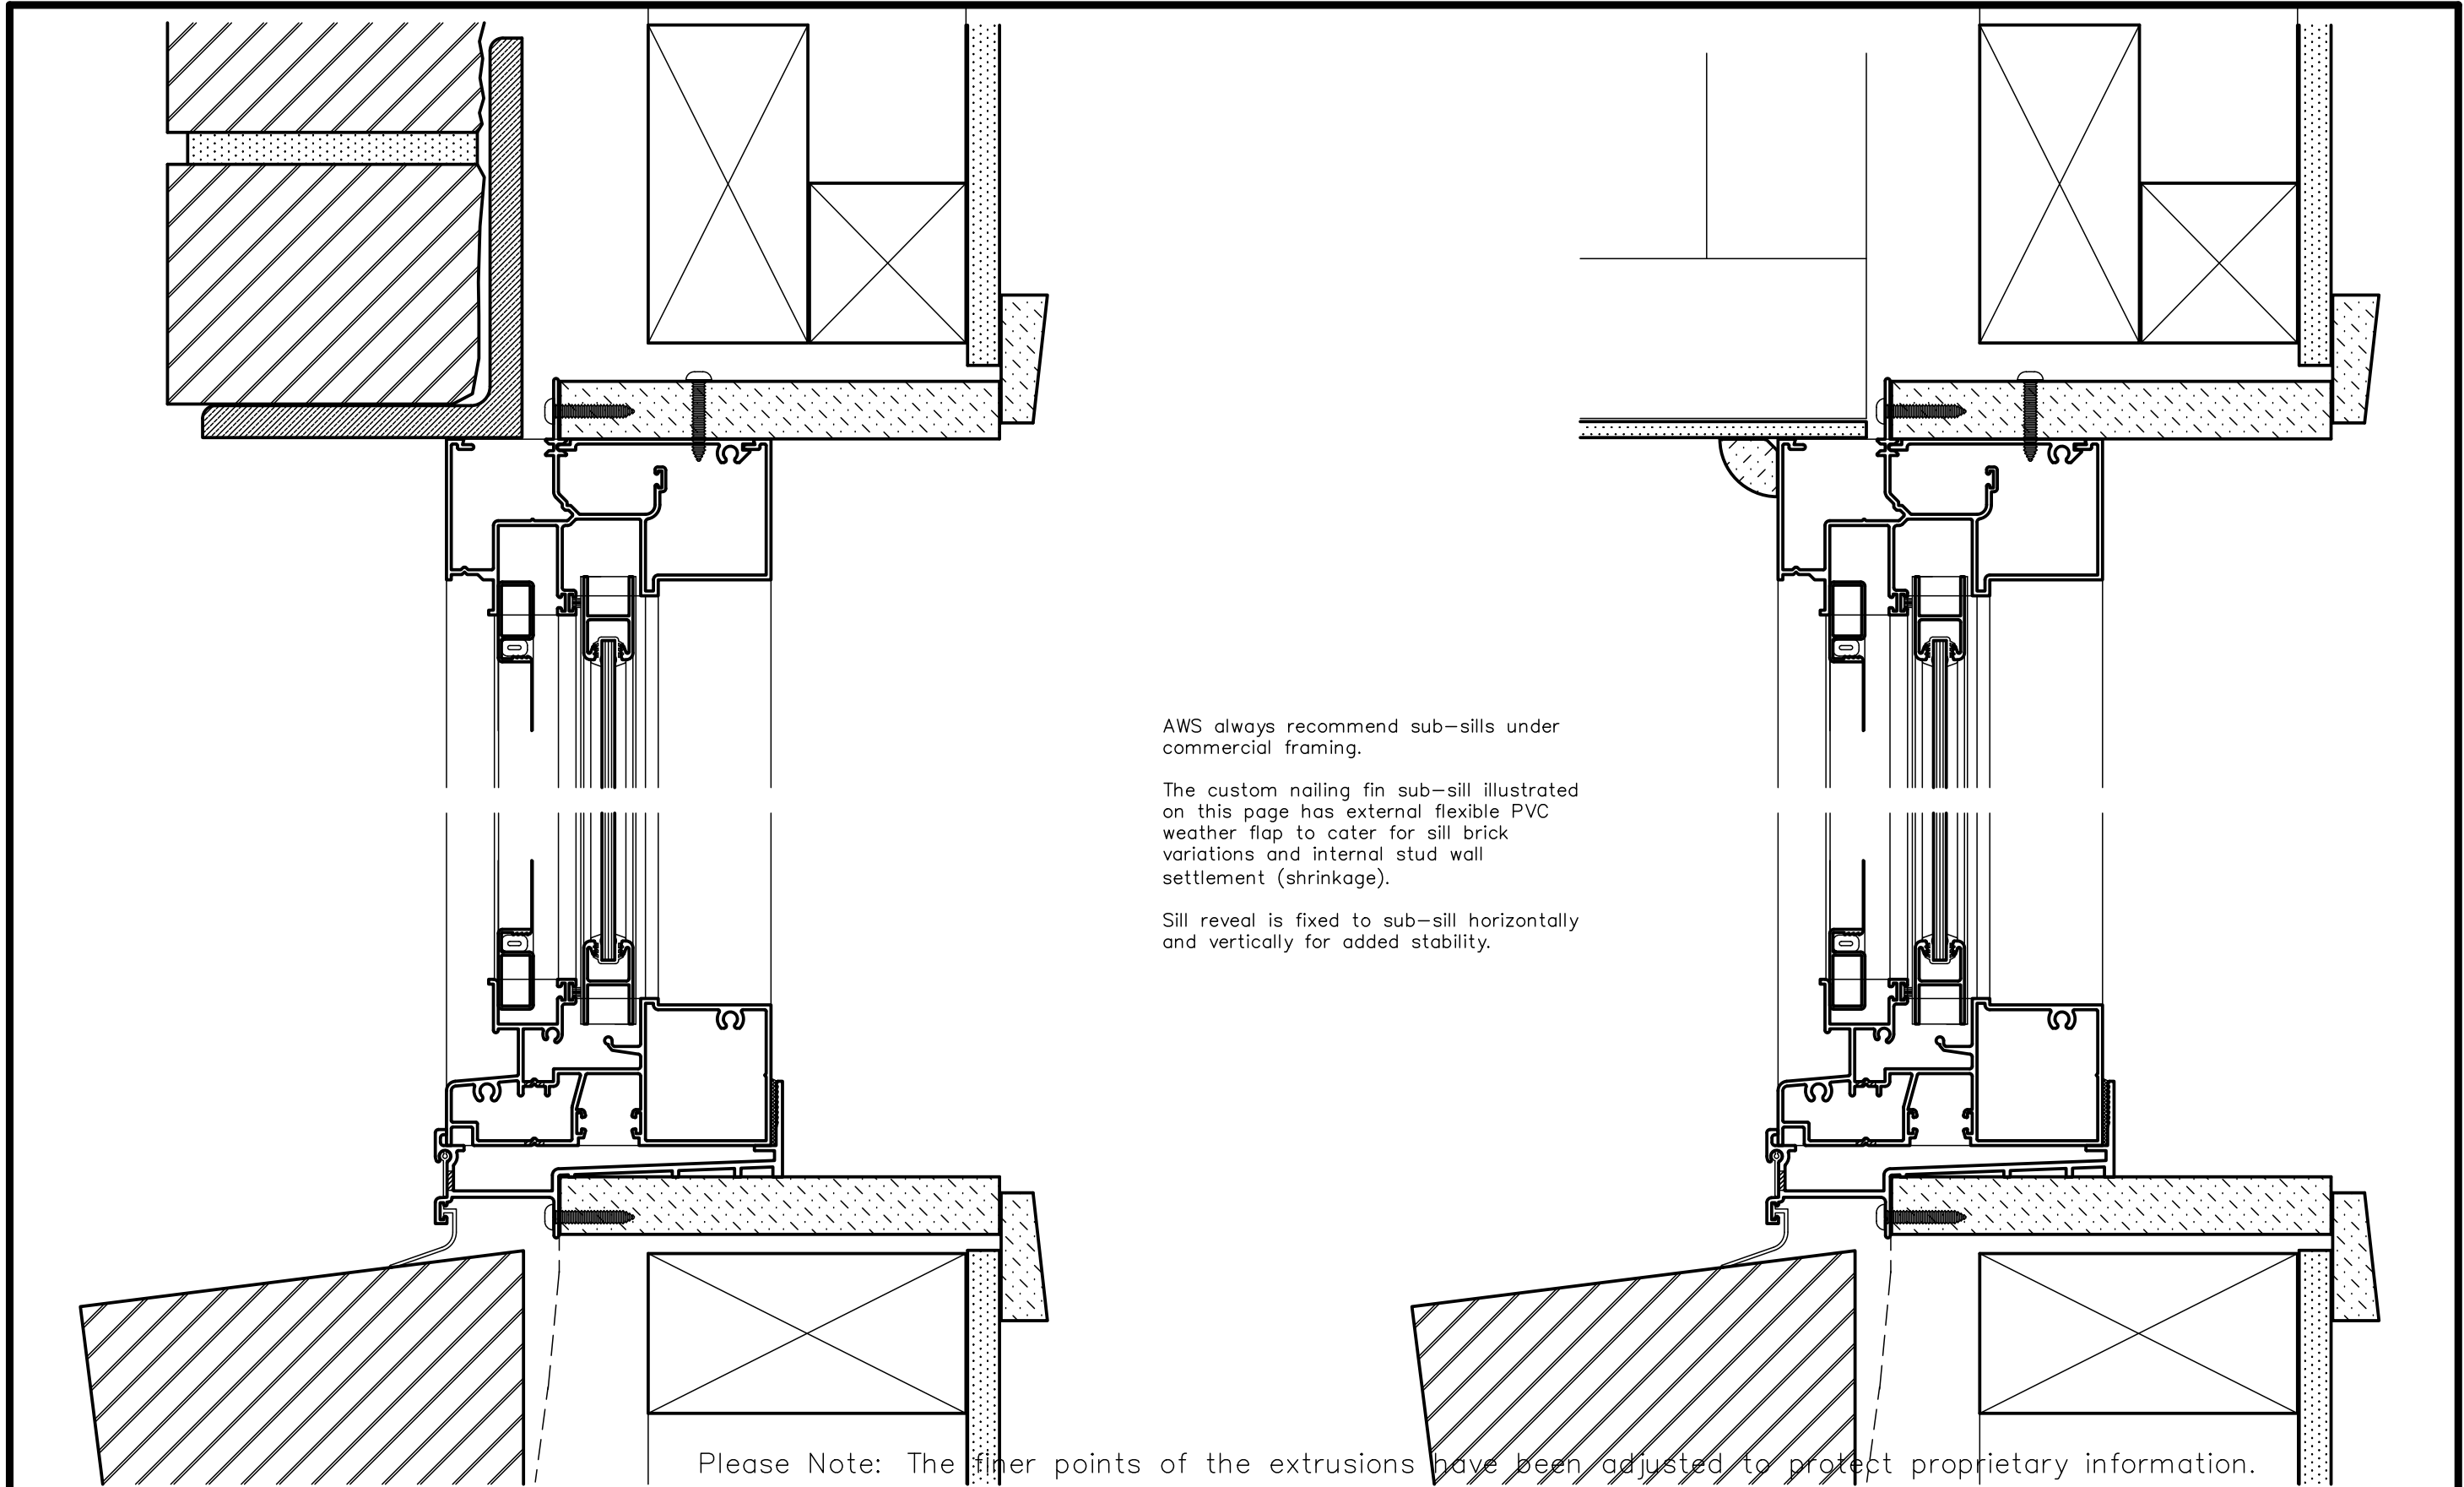 AWS always recommend sub-sills under
commercial framing.
The custom nailing fin sub-sill illustrated
on this page has external flexible PVC
weather flap to cater for sill brick
variations and internal stud wall
settlement (shrinkage).
Sill reveal is fixed to sub-sill horizontally
and vertically for added stability.
Please Note: The finer points of the extrusions have been adjusted to protect proprietary information.